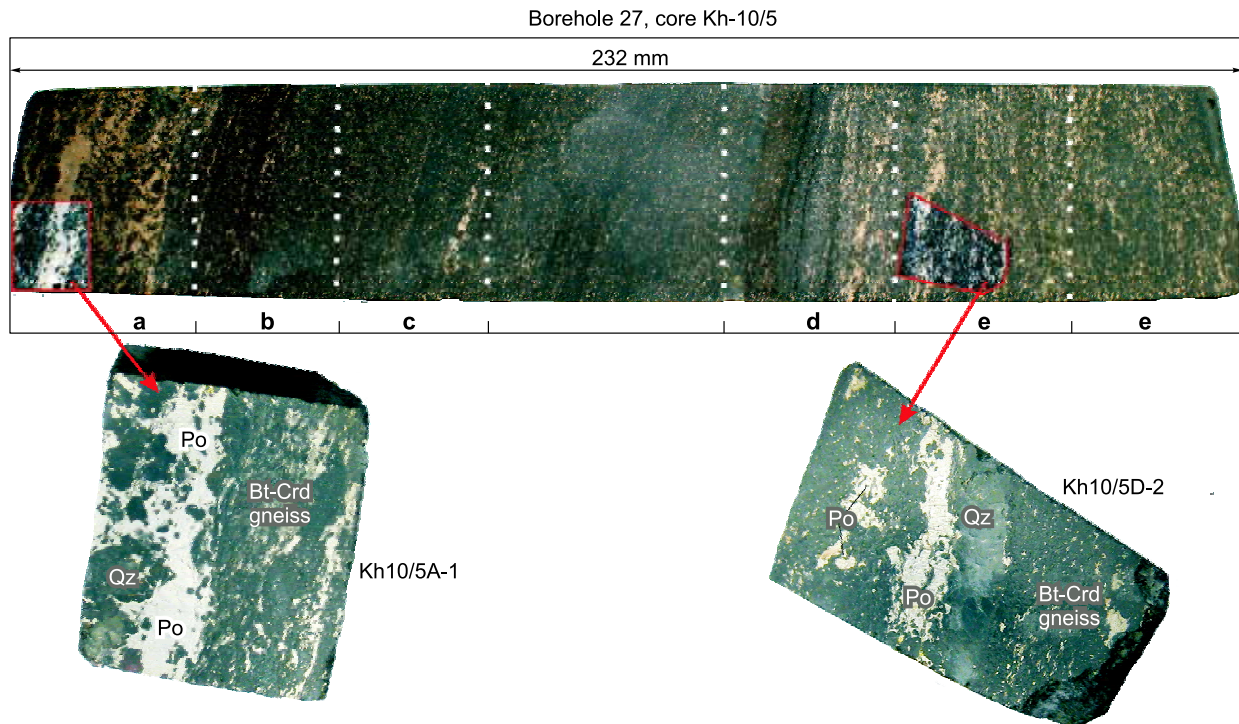 Borehole 27, core Kh-10/5
232 mm
a
b
c
d
e
e
Po
Bt-Crd
gneiss
Qz
Po
Kh10/5A-1
Kh10/5D-2
Po
Qz
Po
Bt-Crd
gneiss